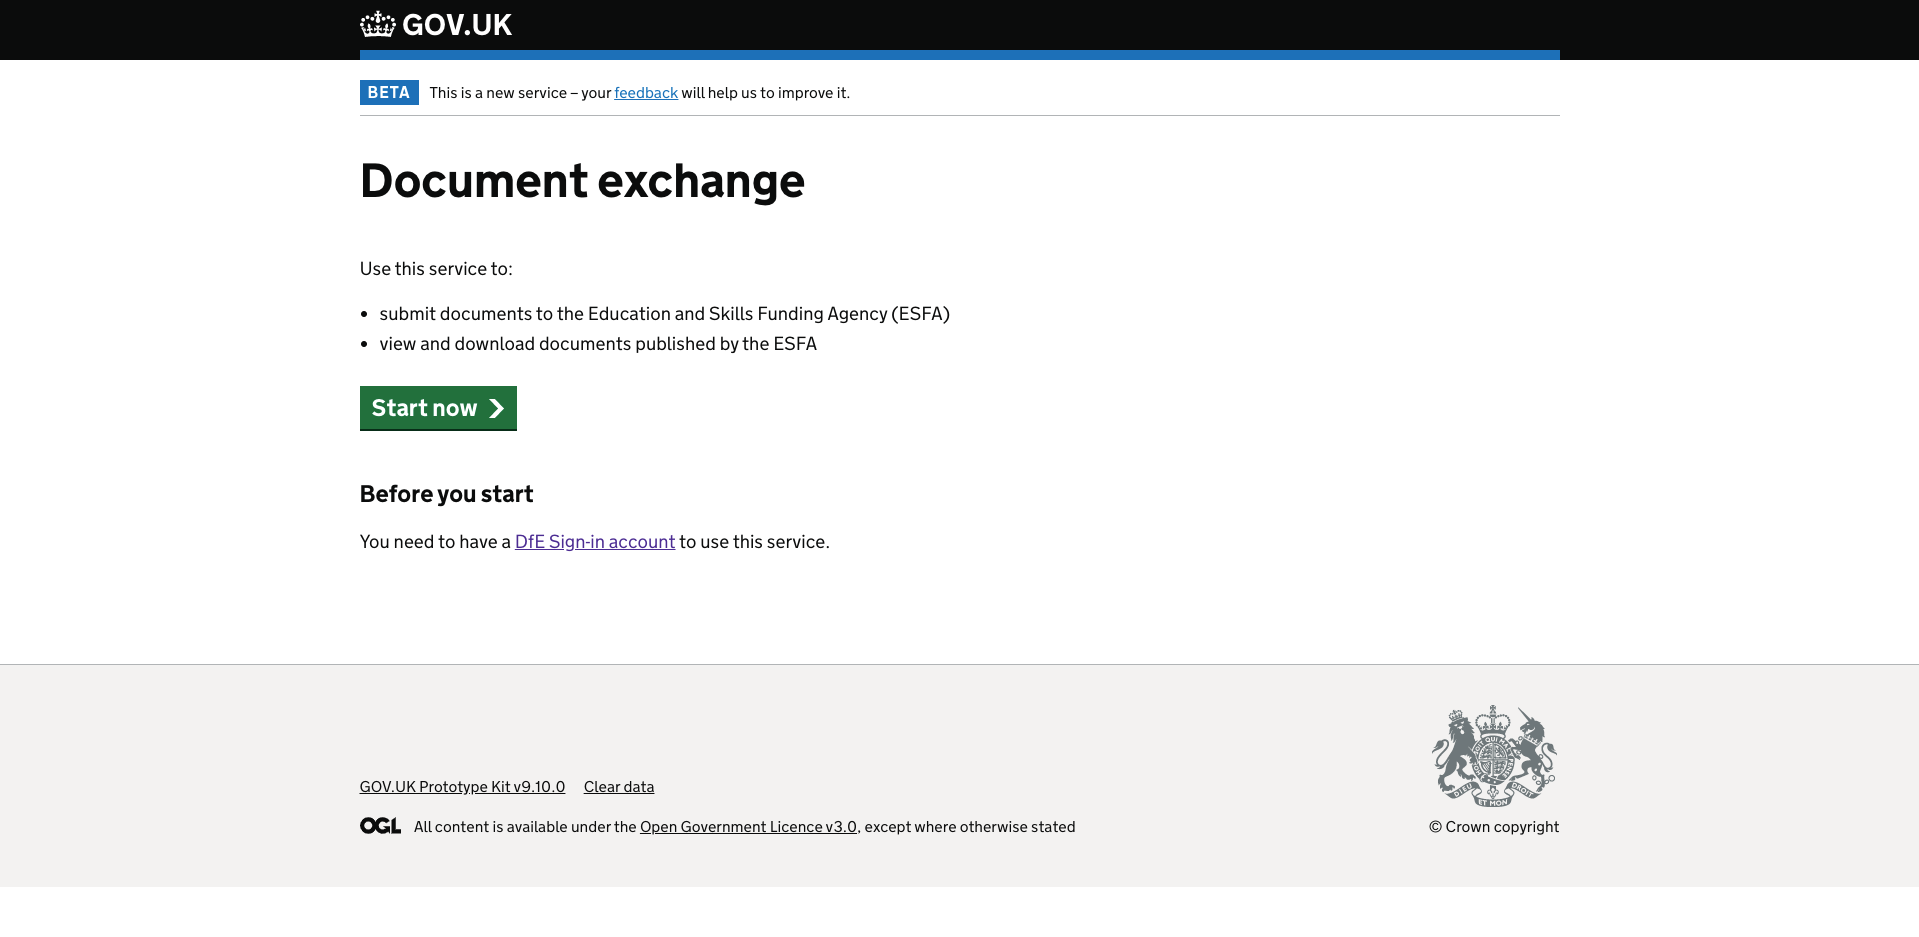 GOV.UK
BETA This is a new service – your feedback will help us to improve it.
Document exchange
Use this service to:
• submit documents to the Education and Skills Funding Agency (ESFA)
• view and download documents published by the ESFA
Start now
Before you start
You need to have a DfE Sign-in account to use this service.
GOV.UK Prototype Kit v9.10.0 Clear data
OGL All content is available under the Open Government Licence v3.0, except where otherwise stated
DIEU ET MON DROIT
© Crown copyright